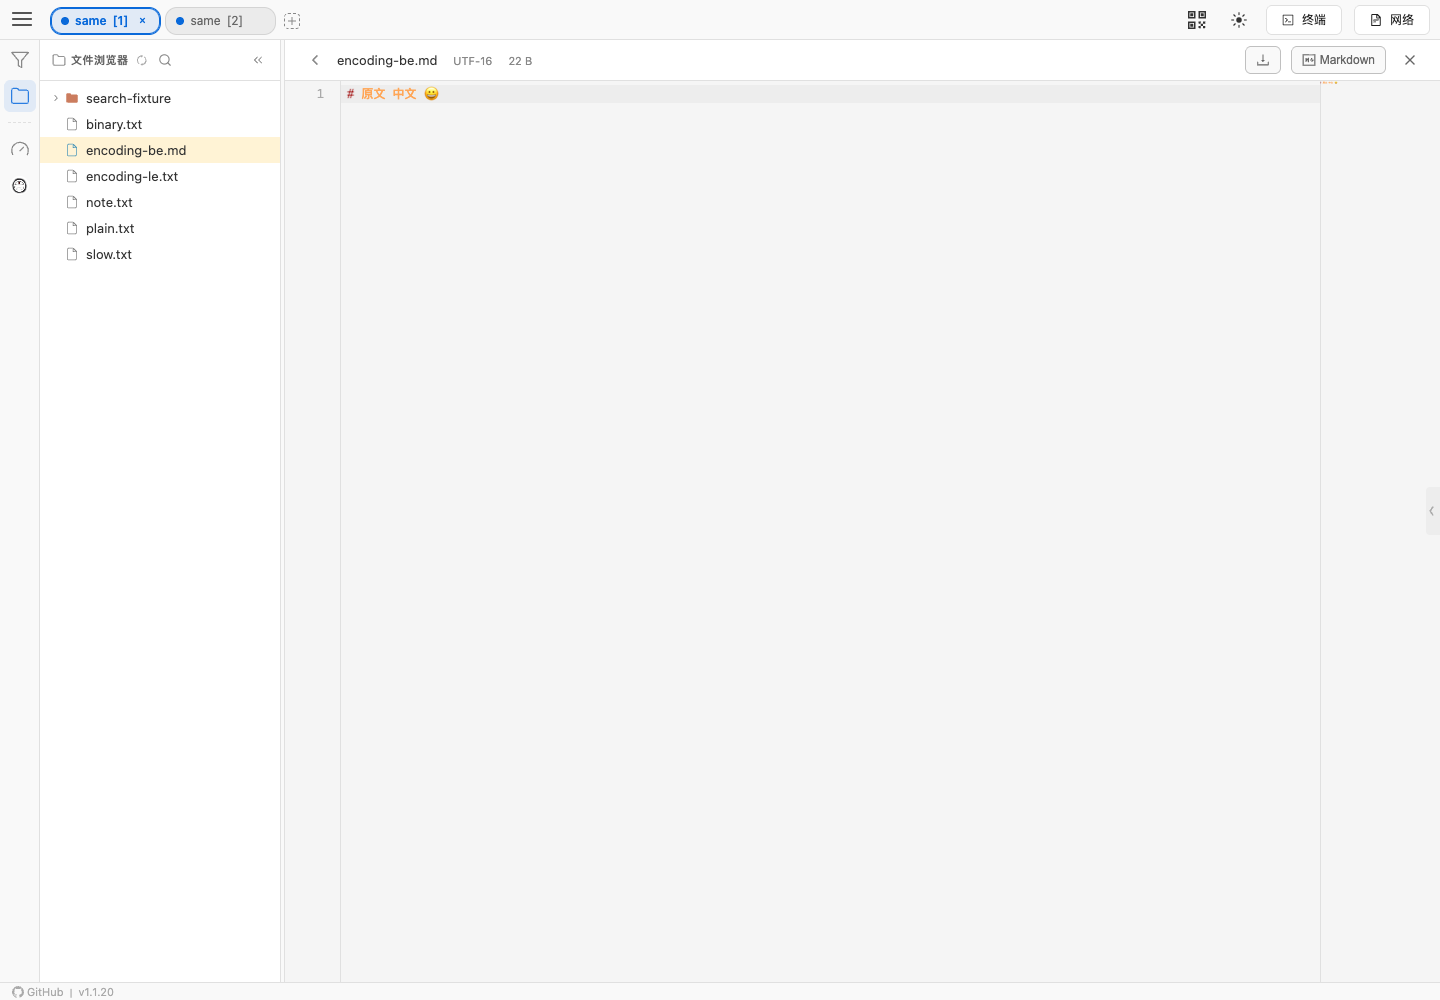 same [1] ×
same [2]
终端
网络
文件浏览器
encoding-be.md UTF-16 22 B
Markdown
search-fixture
binary.txt
encoding-be.md
encoding-le.txt
note.txt
plain.txt
slow.txt
1 # 原文 中文 😀
GitHub | v1.1.20